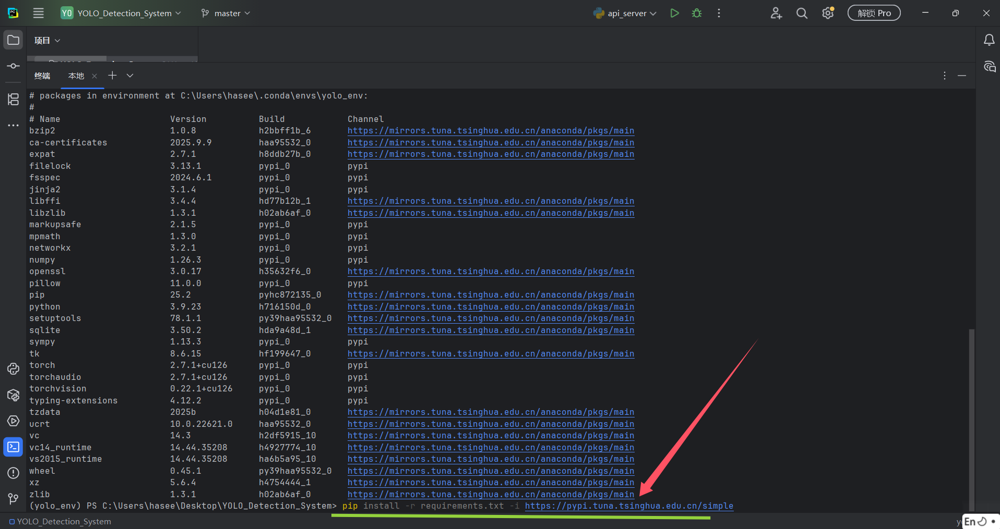 YO YOLO_Detection_System master api_server 解锁 Pro
项目
终端 本地
# packages in environment at C:\Users\hasee\.conda\envs\yolo_env:
#
# Name Version Build Channel
bzip2 1.0.8 h2bbff1b_6 https://mirrors.tuna.tsinghua.edu.cn/anaconda/pkgs/main
ca-certificates 2025.9.9 haa95532_0 https://mirrors.tuna.tsinghua.edu.cn/anaconda/pkgs/main
expat 2.7.1 h8ddb27b_0 https://mirrors.tuna.tsinghua.edu.cn/anaconda/pkgs/main
filelock 3.13.1 pypi_0 pypi
fsspec 2024.6.1 pypi_0 pypi
jinja2 3.1.4 pypi_0 pypi
libffi 3.4.4 hd77b12b_1 https://mirrors.tuna.tsinghua.edu.cn/anaconda/pkgs/main
libzlib 1.3.1 h02ab6af_0 https://mirrors.tuna.tsinghua.edu.cn/anaconda/pkgs/main
markupsafe 2.1.5 pypi_0 pypi
mpmath 1.3.0 pypi_0 pypi
networkx 3.2.1 pypi_0 pypi
numpy 1.26.3 pypi_0 pypi
openssl 3.0.17 h35632f6_0 https://mirrors.tuna.tsinghua.edu.cn/anaconda/pkgs/main
pillow 11.0.0 pypi_0 pypi
pip 25.2 pyhc872135_0 https://mirrors.tuna.tsinghua.edu.cn/anaconda/pkgs/main
python 3.9.23 h716150d_0 https://mirrors.tuna.tsinghua.edu.cn/anaconda/pkgs/main
setuptools 78.1.1 py39haa95532_0 https://mirrors.tuna.tsinghua.edu.cn/anaconda/pkgs/main
sqlite 3.50.2 hda9a48d_1 https://mirrors.tuna.tsinghua.edu.cn/anaconda/pkgs/main
sympy 1.13.3 pypi_0 pypi
tk 8.6.15 hf199647_0 https://mirrors.tuna.tsinghua.edu.cn/anaconda/pkgs/main
torch 2.7.1+cu126 pypi_0 pypi
torchaudio 2.7.1+cu126 pypi_0 pypi
torchvision 0.22.1+cu126 pypi_0 pypi
typing-extensions 4.12.2 pypi_0 pypi
tzdata 2025b h04d1e81_0 https://mirrors.tuna.tsinghua.edu.cn/anaconda/pkgs/main
ucrt 10.0.22621.0 haa95532_0 https://mirrors.tuna.tsinghua.edu.cn/anaconda/pkgs/main
vc 14.3 h2df5915_10 https://mirrors.tuna.tsinghua.edu.cn/anaconda/pkgs/main
vc14_runtime 14.44.35208 h4927774_10 https://mirrors.tuna.tsinghua.edu.cn/anaconda/pkgs/main
vs2015_runtime 14.44.35208 ha6b5a95_10 https://mirrors.tuna.tsinghua.edu.cn/anaconda/pkgs/main
wheel 0.45.1 py39haa95532_0 https://mirrors.tuna.tsinghua.edu.cn/anaconda/pkgs/main
xz 5.6.4 h4754444_1 https://mirrors.tuna.tsinghua.edu.cn/anaconda/pkgs/main
zlib 1.3.1 h02ab6af_0 https://mirrors.tuna.tsinghua.edu.cn/anaconda/pkgs/main
(yolo_env) PS C:\Users\hasee\Desktop\YOLO_Detection_System> pip install -r requirements.txt -i https://pypi.tuna.tsinghua.edu.cn/simple
YOLO_Detection_System En